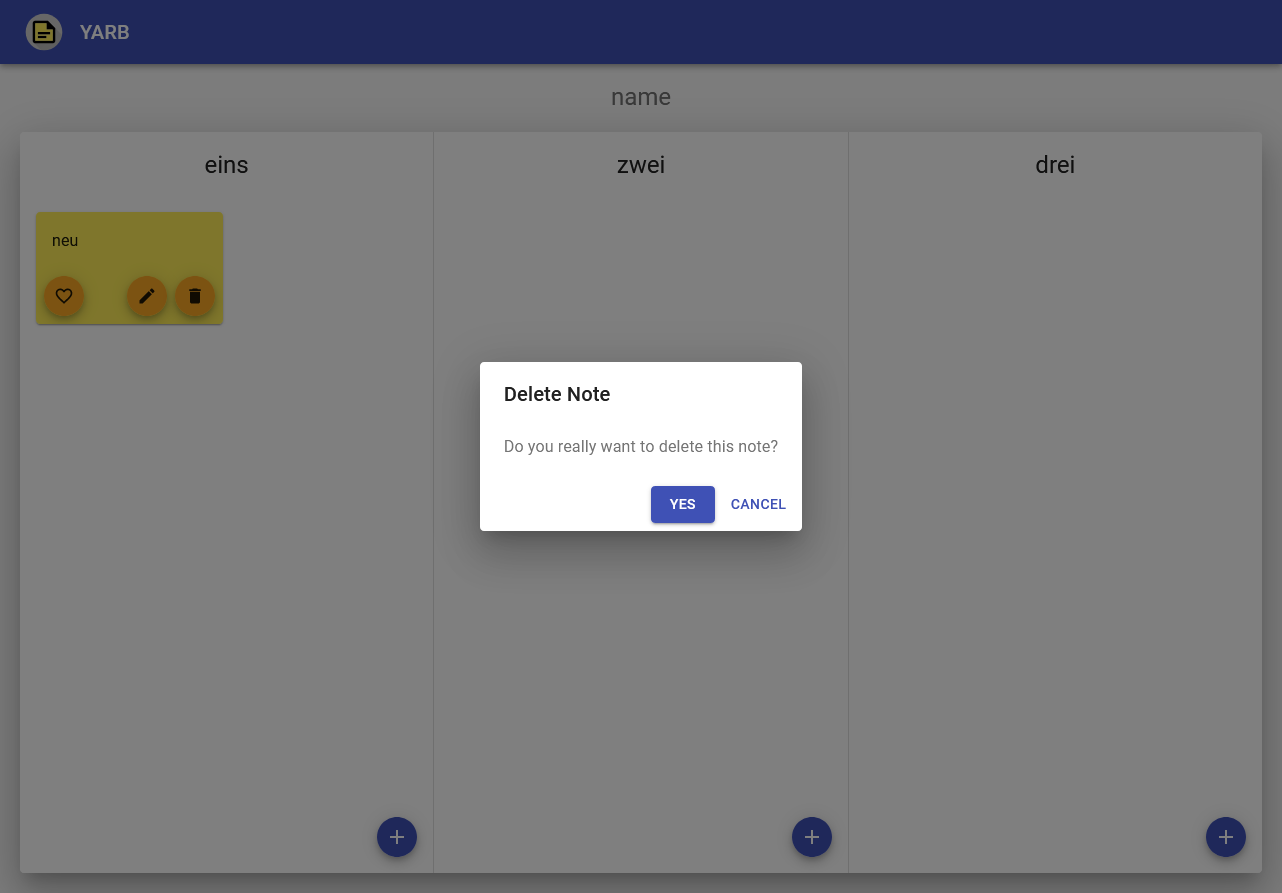 YARB
name
eins
zwei
drei
neu
Delete Note
Do you really want to delete this note?
YES
CANCEL